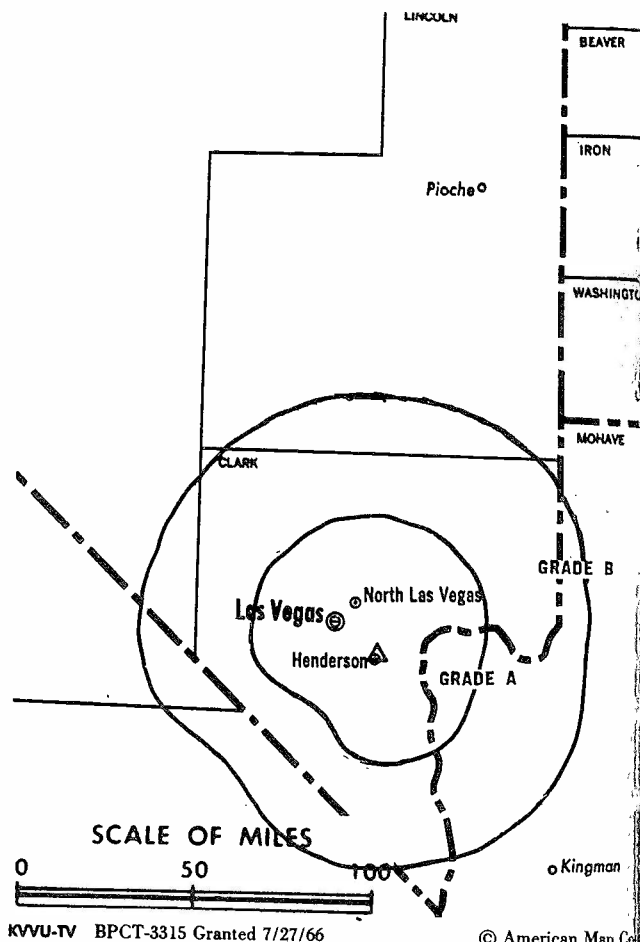 LINCOLN
BEAVER
IRON
Pioche
WASHINGTO
MOHAVE
CLARK
GRADE B
North Las Vegas
Las Vegas
Henderson
GRADE A
SCALE OF MILES
0 50 100
Kingman
KVVU-TV BPCT-3315 Granted 7/27/66
© American Map Co